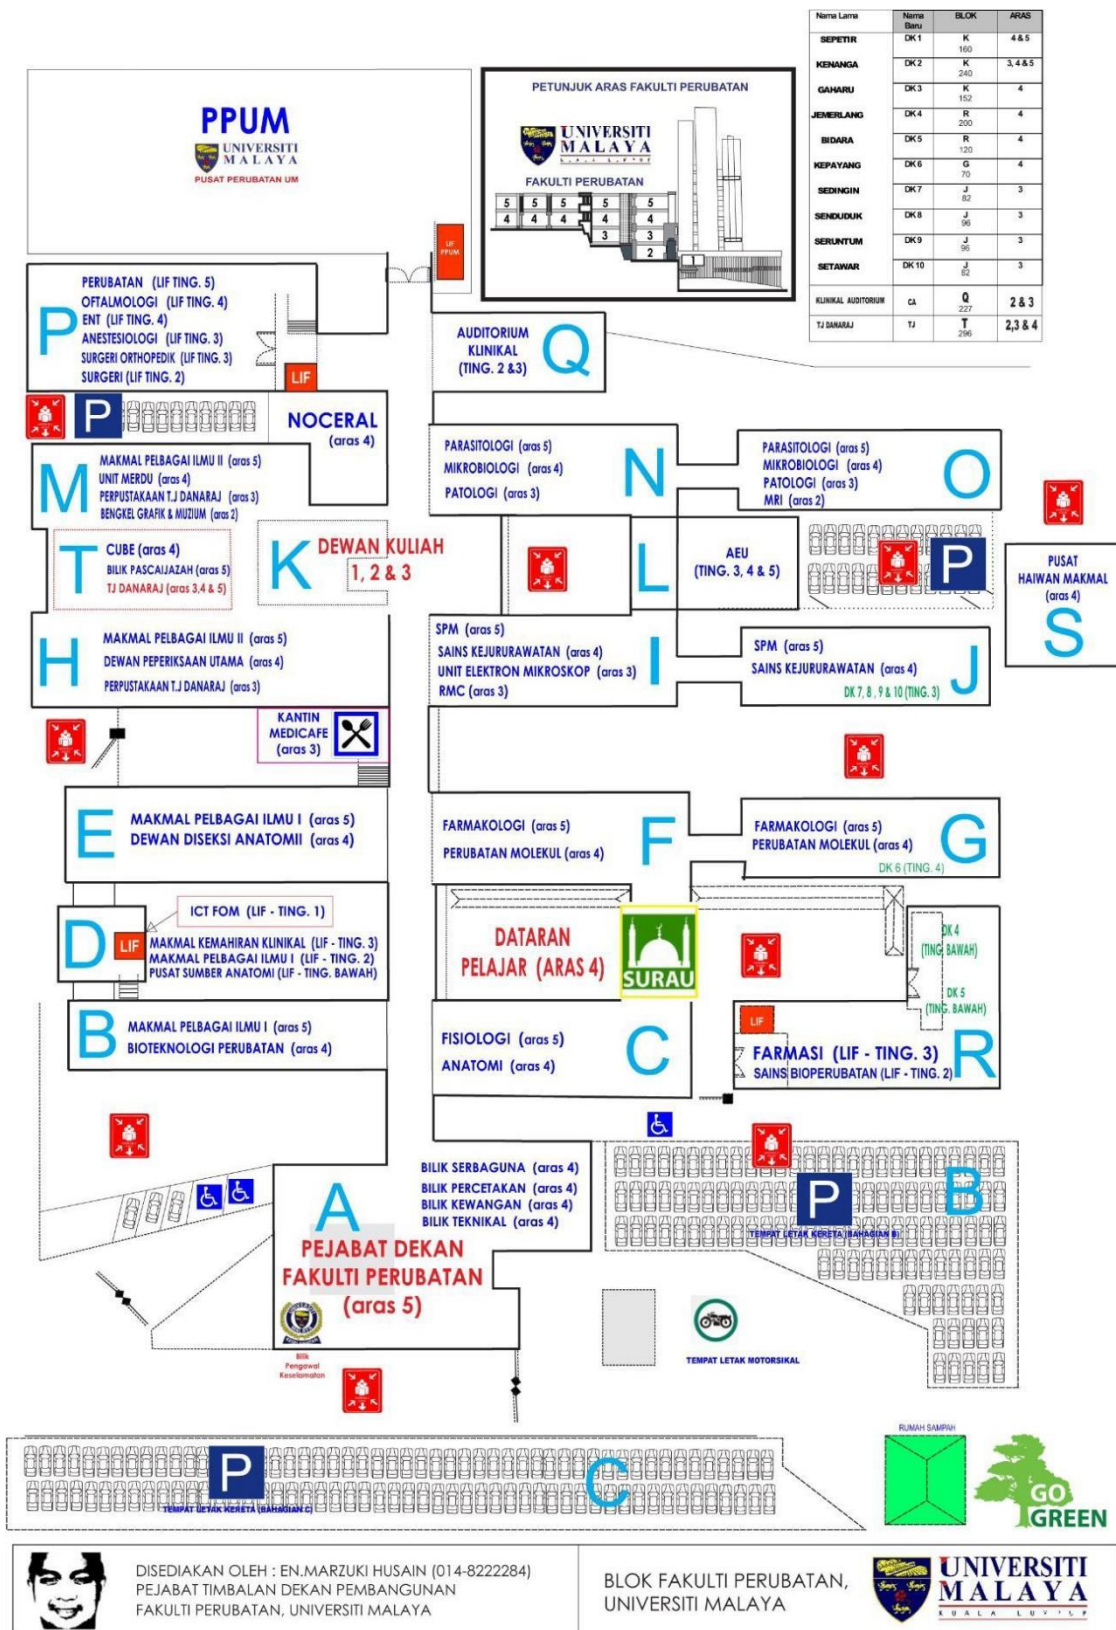 Nama Lama Nama Baru BLOK ARAS
SEPETIR DK 1 K 160 4 & 5
KENANGA DK 2 K 240 3, 4 & 5
GAHARU DK 3 K 152 4
JEMERLANG DK 4 R 200 4
BIDARA DK 5 R 120 4
KEPAYANG DK 6 G 70 4
SEDINGIN DK 7 J 82 3
SENDUDUK DK 8 J 96 3
SERUNTUM DK 9 J 96 3
SETAWAR DK 10 J 82 3
KLINIKAL AUDITORIUM CA Q 227 2 & 3
TJ DANARAJ TJ T 296 2,3 & 4
PPUM
UNIVERSITI
MALAYA
PUSAT PERUBATAN UM
PETUNJUK ARAS FAKULTI PERUBATAN
UNIVERSITI
MALAYA
FAKULTI PERUBATAN
5 5 5 5 5
4 4 4 4 4
3 3
2
1
LIF
PPUM
P
PERUBATAN (LIF TING. 5)
OFTALMOLOGI (LIF TING. 4)
ENT (LIF TING. 4)
ANESTESIOLOGI (LIF TING. 3)
SURGERI ORTHOPEDIK (LIF TING. 3)
SURGERI (LIF TING. 2)
LIF
AUDITORIUM
KLINIKAL
(TING. 2 &3)
Q
P
NOCERAL
(aras 4)
M
MAKMAL PELBAGAI ILMU II (aras 5)
UNIT MERDU (aras 4)
PERPUSTAKAAN T.J DANARAJ (aras 3)
BENGKEL GRAFIK & MUZIUM (aras 2)
PARASITOLOGI (aras 5)
MIKROBIOLOGI (aras 4)
PATOLOGI (aras 3)
N
PARASITOLOGI (aras 5)
MIKROBIOLOGI (aras 4)
PATOLOGI (aras 3)
MRI (aras 2)
O
T
CUBE (aras 4)
BILIK PASCAIJAZAH (aras 5)
TJ DANARAJ (aras 3,4 & 5)
K
DEWAN KULIAH
1, 2 & 3
L
AEU
(TING. 3, 4 & 5)
P
PUSAT
HAIWAN MAKMAL
(aras 4)
S
H
MAKMAL PELBAGAI ILMU II (aras 5)
DEWAN PEPERIKSAAN UTAMA (aras 4)
PERPUSTAKAAN T.J DANARAJ (aras 3)
SPM (aras 5)
SAINS KEJURURAWATAN (aras 4)
UNIT ELEKTRON MIKROSKOP (aras 3)
RMC (aras 3)
I
SPM (aras 5)
SAINS KEJURURAWATAN (aras 4)
DK 7, 8 , 9 & 10 (TING. 3)
J
KANTIN
MEDICAFE
(aras 3)
E
MAKMAL PELBAGAI ILMU I (aras 5)
DEWAN DISEKSI ANATOMII (aras 4)
FARMAKOLOGI (aras 5)
PERUBATAN MOLEKUL (aras 4)
F
FARMAKOLOGI (aras 5)
PERUBATAN MOLEKUL (aras 4)
DK 6 (TING. 4)
G
ICT FOM (LIF - TING. 1)
D
LIF
MAKMAL KEMAHIRAN KLINIKAL (LIF - TING. 3)
MAKMAL PELBAGAI ILMU I (LIF - TING. 2)
PUSAT SUMBER ANATOMI (LIF - TING. BAWAH)
DATARAN
PELAJAR (ARAS 4)
SURAU
DK 4
(TING. BAWAH)
DK 5
(TING. BAWAH)
B
MAKMAL PELBAGAI ILMU I (aras 5)
BIOTEKNOLOGI PERUBATAN (aras 4)
FISIOLOGI (aras 5)
ANATOMI (aras 4)
C
LIF
FARMASI (LIF - TING. 3)
SAINS BIOPERUBATAN (LIF - TING. 2)
R
A
BILIK SERBAGUNA (aras 4)
BILIK PERCETAKAN (aras 4)
BILIK KEWANGAN (aras 4)
BILIK TEKNIKAL (aras 4)
PEJABAT DEKAN
FAKULTI PERUBATAN
(aras 5)
Bilik
Pengawal
Keselamatan
P
B
TEMPAT LETAK KERETA (BAHAGIAN B)
TEMPAT LETAK MOTORSIKAL
P
C
TEMPAT LETAK KERETA (BAHAGIAN C)
RUMAH SAMPAH
GO
GREEN
DISEDIAKAN OLEH : EN.MARZUKI HUSAIN (014-8222284)
PEJABAT TIMBALAN DEKAN PEMBANGUNAN
FAKULTI PERUBATAN, UNIVERSITI MALAYA
BLOK FAKULTI PERUBATAN,
UNIVERSITI MALAYA
UNIVERSITI
MALAYA